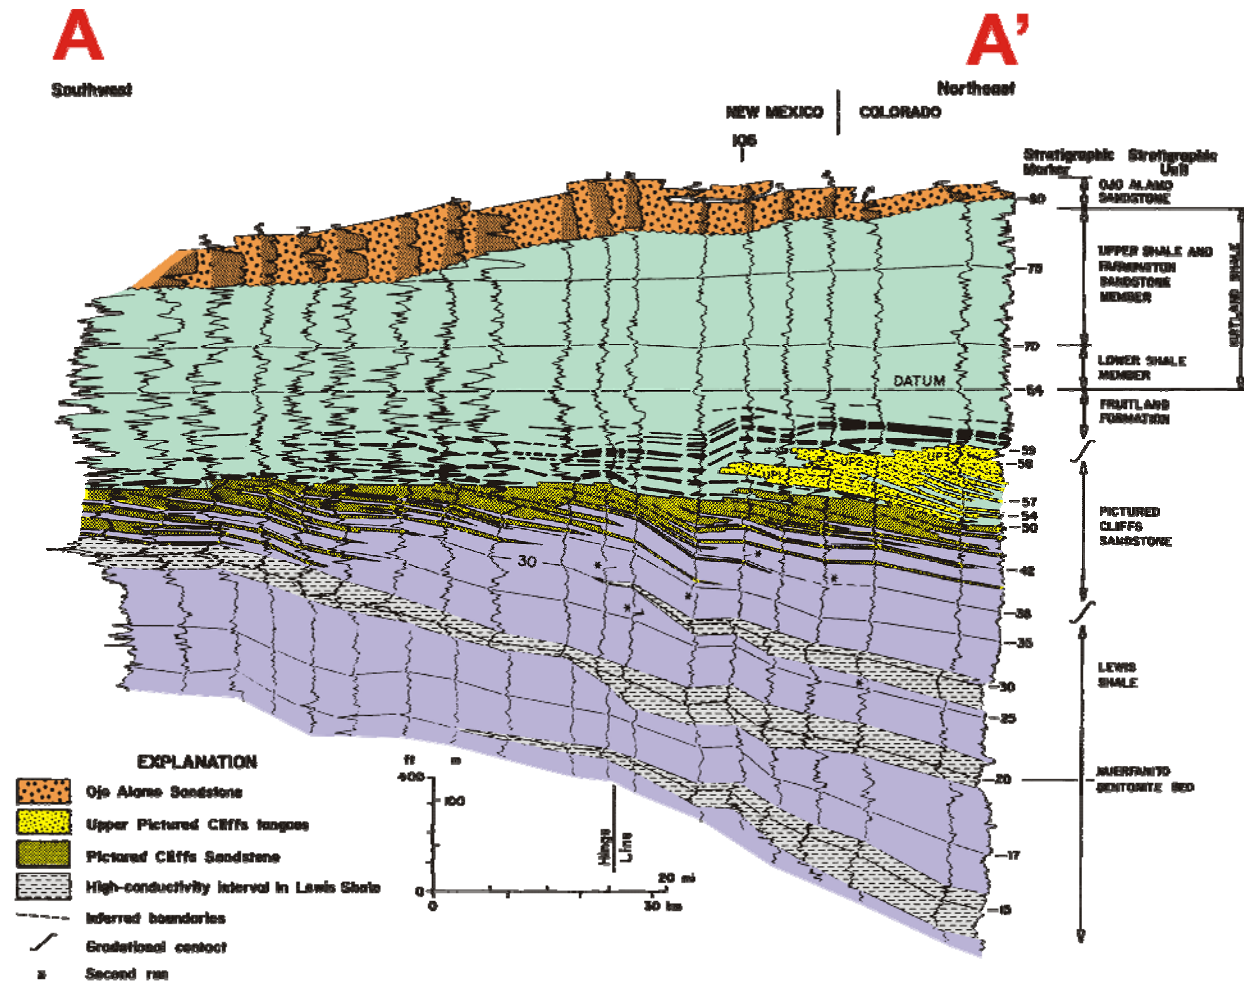 A
A'
Southwest
Northeast
NEW MEXICO
COLORADO
106
Stratigraphic
Marker
Stratigraphic
Unit
OJO ALAMO
SANDSTONE
80
UPPER SHALE AND
FARMINGTON
SANDSTONE
MEMBER
KIRTLAND SHALE
75
70
LOWER SHALE
MEMBER
DATUM
64
FRUITLAND
FORMATION
59
58
57
54
50
PICTURED
CLIFFS
SANDSTONE
30
42
38
35
LEWIS
SHALE
30
25
20
HUERFANITO
BENTONITE BED
17
15
EXPLANATION
Ojo Alamo Sandstone
Upper Pictured Cliffs tongues
Pictured Cliffs Sandstone
High-conductivity interval in Lewis Shale
Inferred boundaries
Gradational contact
Second run
ft
m
400
100
0
20 mi
0
30 km
Hinge
Line